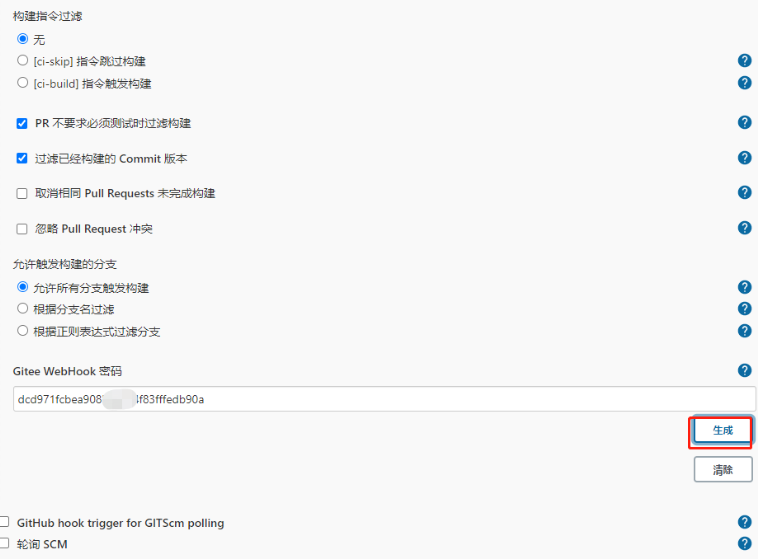 构建指令过滤
无
[ci-skip] 指令跳过构建
[ci-build] 指令触发构建
PR 不要求必须测试时过滤构建
过滤已经构建的 Commit 版本
取消相同 Pull Requests 未完成构建
忽略 Pull Request 冲突
允许触发构建的分支
允许所有分支触发构建
根据分支名过滤
根据正则表达式过滤分支
Gitee WebHook 密码
dcd971fcbea908 f83fffedb90a
生成
清除
GitHub hook trigger for GITScm polling
轮询 SCM